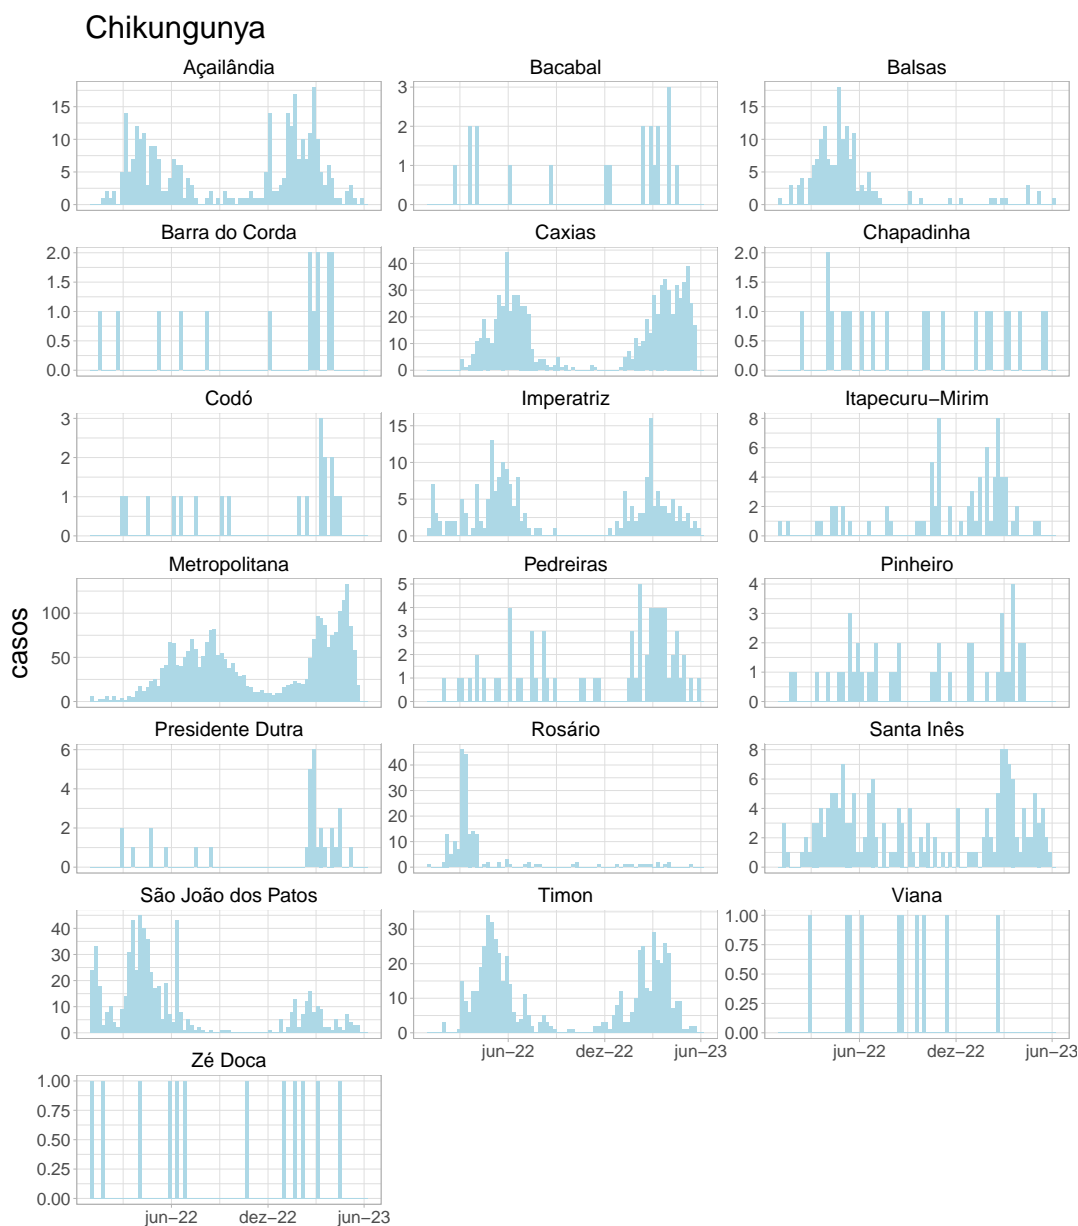 Chikungunya
Açailândia
Bacabal
Balsas
15
10
5
0
3
2
1
0
15
10
5
0
Barra do Corda
Caxias
Chapadinha
2.0
1.5
1.0
0.5
0.0
40
30
20
10
0
2.0
1.5
1.0
0.5
0.0
Codó
Imperatriz
Itapecuru−Mirim
3
2
1
0
15
10
5
0
8
6
4
2
0
Metropolitana
Pedreiras
Pinheiro
casos
100
50
0
5
4
3
2
1
0
4
3
2
1
0
Presidente Dutra
Rosário
Santa Inês
6
4
2
0
40
30
20
10
0
8
6
4
2
0
São João dos Patos
Timon
Viana
40
30
20
10
0
30
20
10
0
1.00
0.75
0.50
0.25
0.00
jun−22
dez−22
jun−23
jun−22
dez−22
jun−23
Zé Doca
1.00
0.75
0.50
0.25
0.00
jun−22
dez−22
jun−23